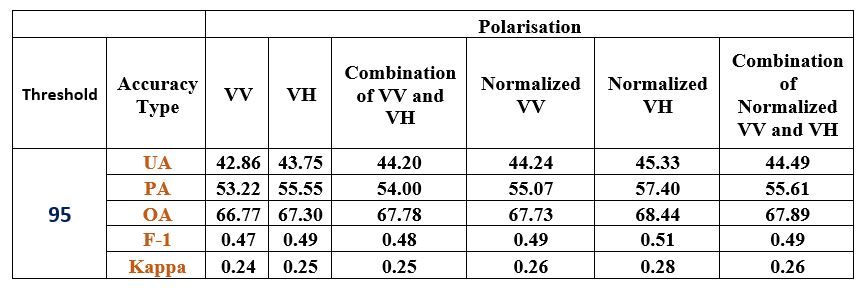 Polarisation
Threshold Accuracy Type VV VH Combination of VV and VH Normalized VV Normalized VH Combination of Normalized VV and VH
95
UA 42.86 43.75 44.20 44.24 45.33 44.49
PA 53.22 55.55 54.00 55.07 57.40 55.61
OA 66.77 67.30 67.78 67.73 68.44 67.89
F-1 0.47 0.49 0.48 0.49 0.51 0.49
Kappa 0.24 0.25 0.25 0.26 0.28 0.26